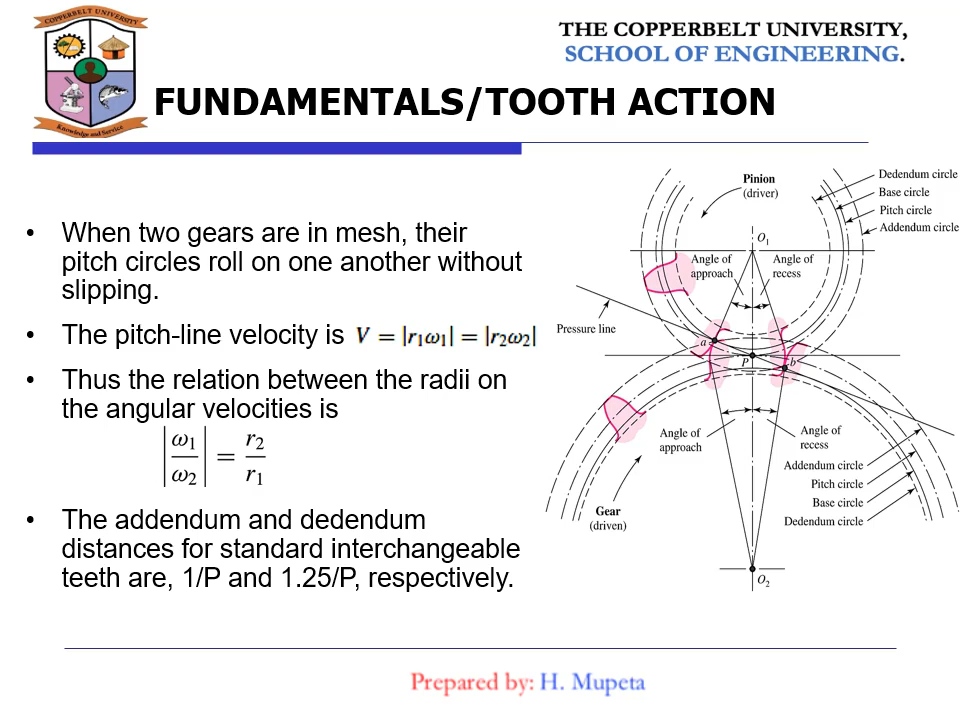 COPPERBELT UNIVERSITY
Knowledge and Service
THE COPPERBELT UNIVERSITY,
SCHOOL OF ENGINEERING.
FUNDAMENTALS/TOOTH ACTION
• When two gears are in mesh, their
pitch circles roll on one another without
slipping.
• The pitch-line velocity is V = |r₁ω₁| = |r₂ω₂|
• Thus the relation between the radii on
the angular velocities is
|ω₁/ω₂| = r₂/r₁
• The addendum and dedendum
distances for standard interchangeable
teeth are, 1/P and 1.25/P, respectively.
Pinion
(driver)
Dedendum circle
Base circle
Pitch circle
Addendum circle
O₁
Angle of
approach
Angle of
recess
Pressure line
a
P
b
Angle of
approach
Angle of
recess
Addendum circle
Pitch circle
Base circle
Dedendum circle
Gear
(driven)
O₂
Prepared by: H. Mupeta